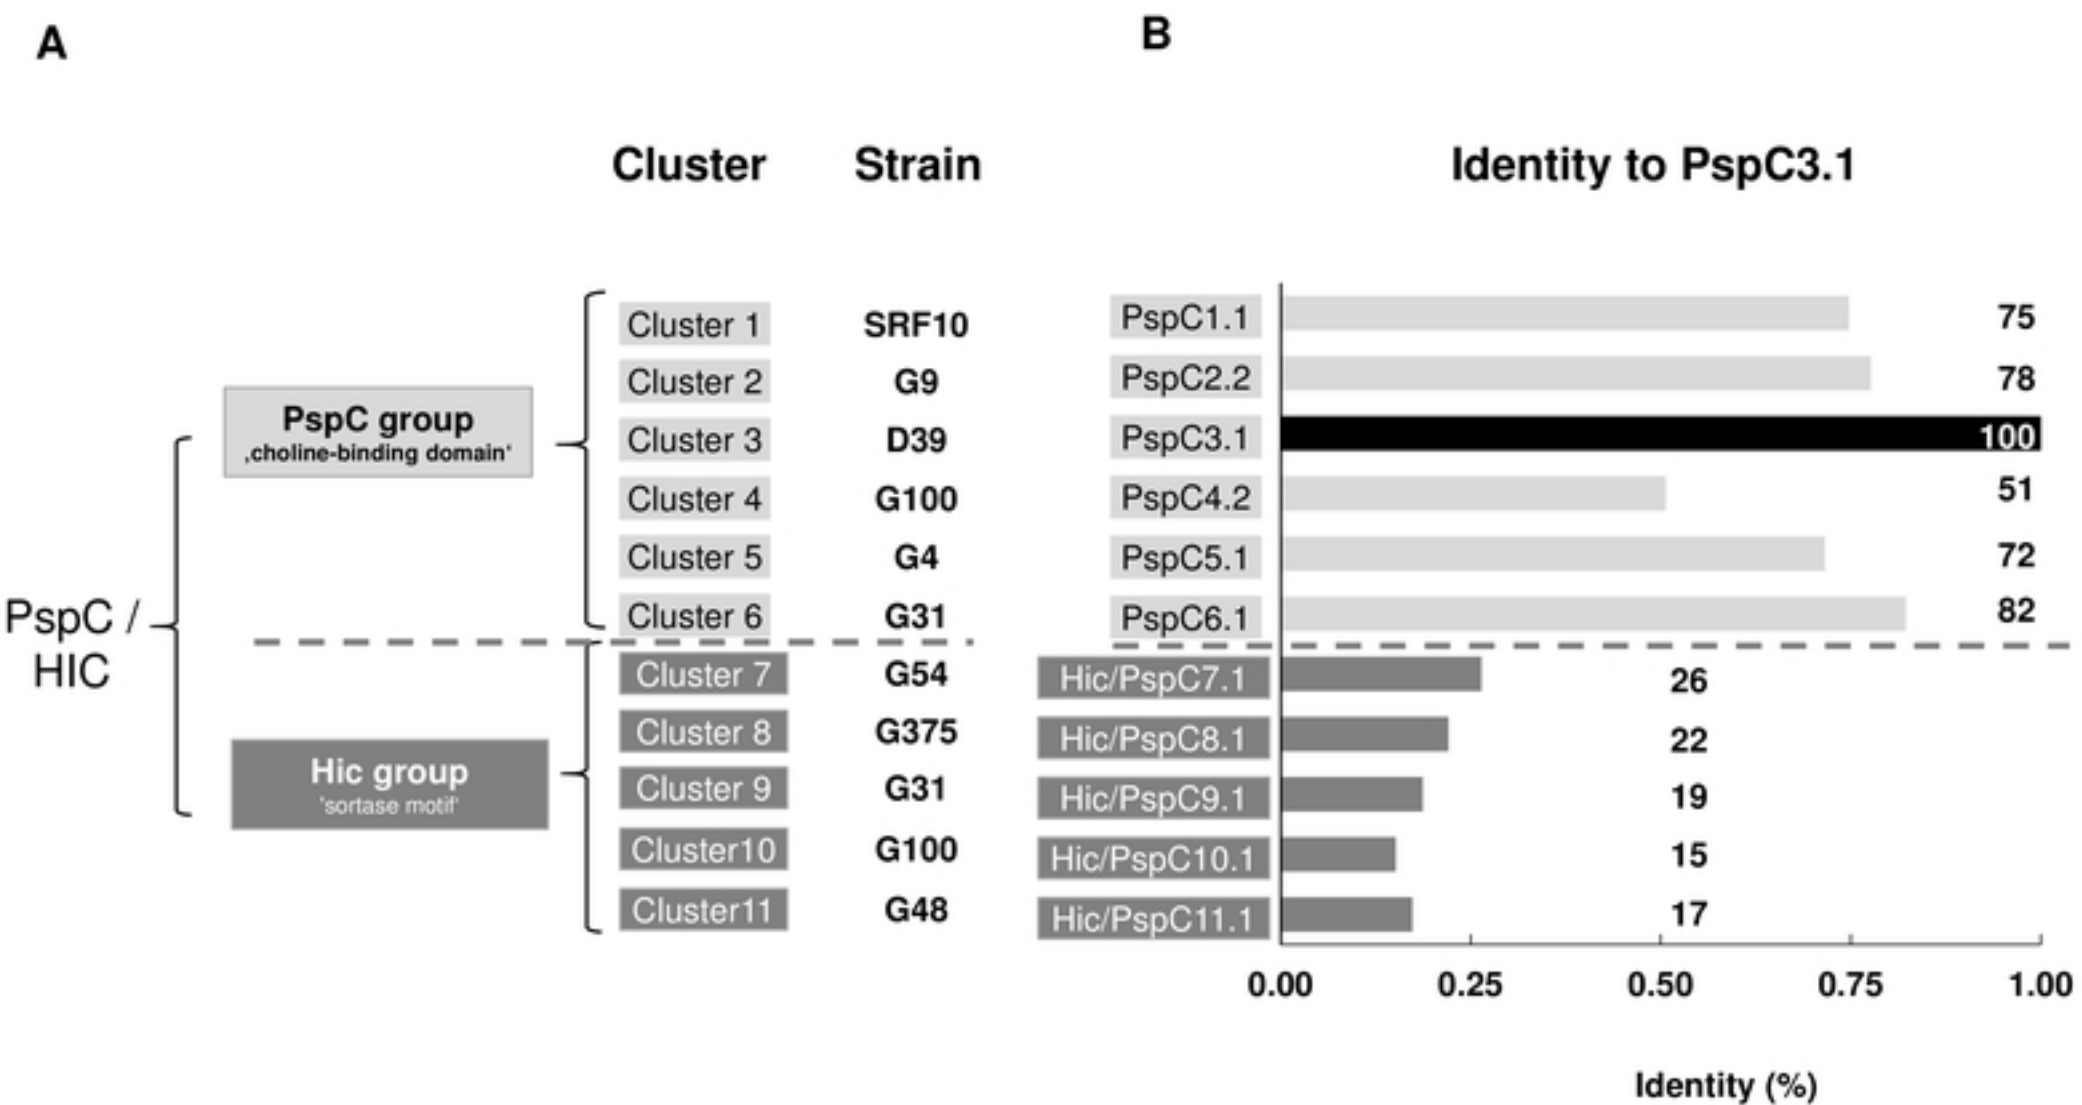 A
B
Cluster Strain
Identity to PspC3.1
Cluster 1 SRF10 PspC1.1 75
Cluster 2 G9 PspC2.2 78
PspC group
‚choline-binding domain‘
Cluster 3 D39 PspC3.1 100
Cluster 4 G100 PspC4.2 51
Cluster 5 G4 PspC5.1 72
Cluster 6 G31 PspC6.1 82
PspC /
HIC
Cluster 7 G54 Hic/PspC7.1 26
Cluster 8 G375 Hic/PspC8.1 22
Hic group
'sortase motif'
Cluster 9 G31 Hic/PspC9.1 19
Cluster10 G100 Hic/PspC10.1 15
Cluster11 G48 Hic/PspC11.1 17
0.00 0.25 0.50 0.75 1.00
Identity (%)